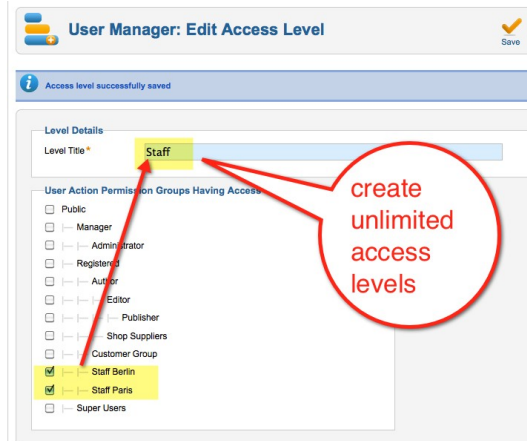 User Manager: Edit Access Level
Save
Access level successfully saved
Level Details
Level Title *
Staff
create
unlimited
access
levels
User Action Permission Groups Having Access
Public
|— Manager
|— |— Administrator
|— Registered
|— |— Author
|— |— |— Editor
|— |— |— |— Publisher
|— |— |— Shop Suppliers
|— |— Customer Group
|— |— Staff Berlin
|— |— Staff Paris
|— Super Users